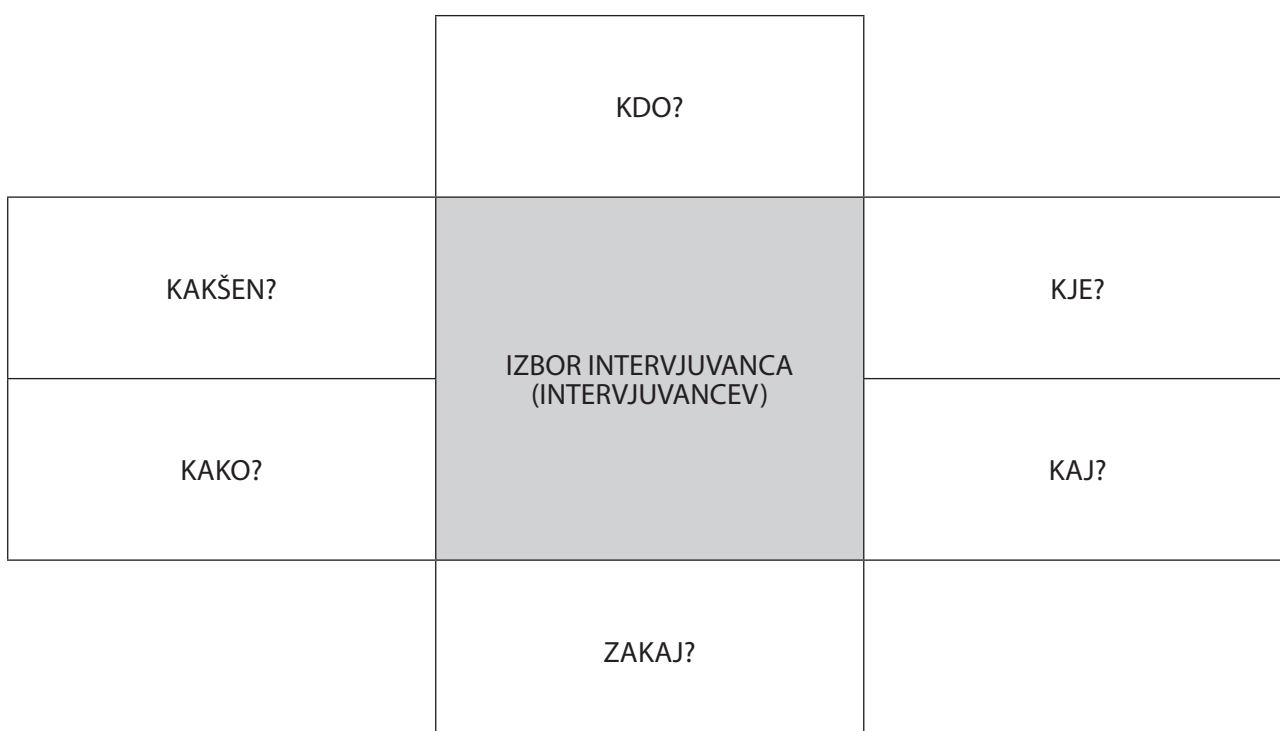 KDO?
KAKŠEN?
KJE?
IZBOR INTERVJUVANCA
(INTERVJUVANCEV)
KAKO?
KAJ?
ZAKAJ?